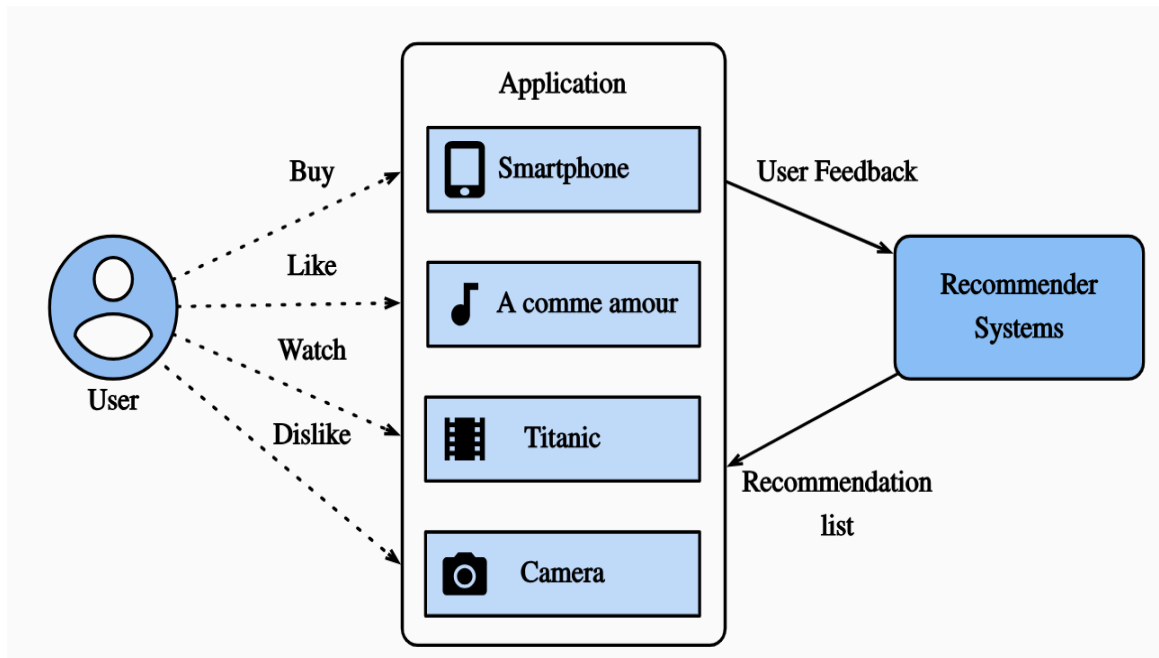 Application
Buy
Smartphone
User Feedback
Like
A comme amour
Recommender
Systems
Watch
User
Dislike
Titanic
Recommendation
list
Camera